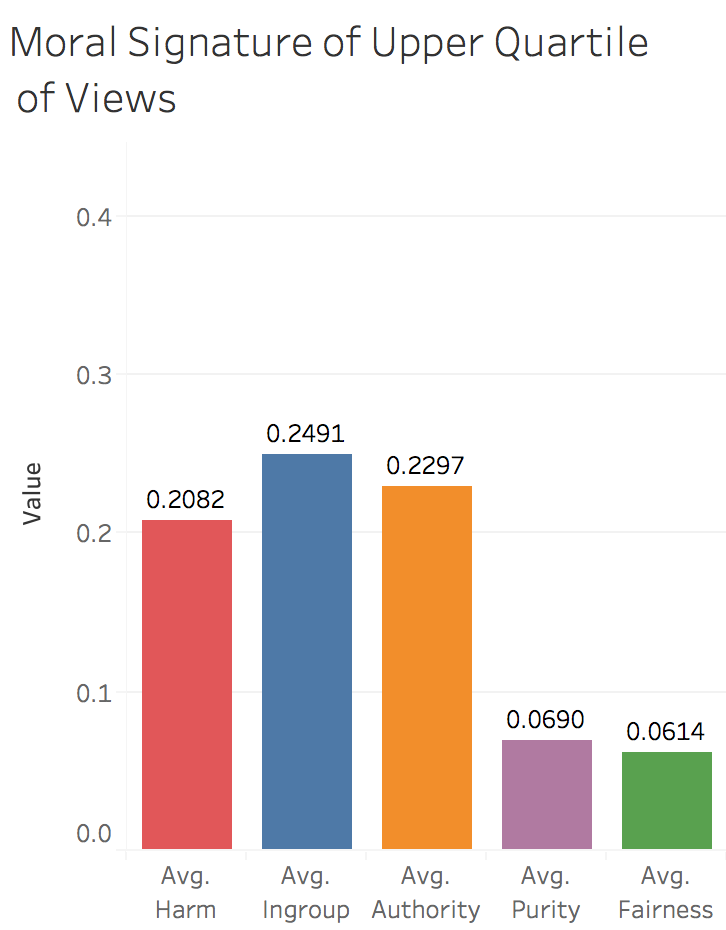 Moral Signature of Upper Quartile
of Views
Value
0.4
0.3
0.2
0.1
0.0
0.2082
0.2491
0.2297
0.0690
0.0614
Avg.
Harm
Avg.
Ingroup
Avg.
Authority
Avg.
Purity
Avg.
Fairness